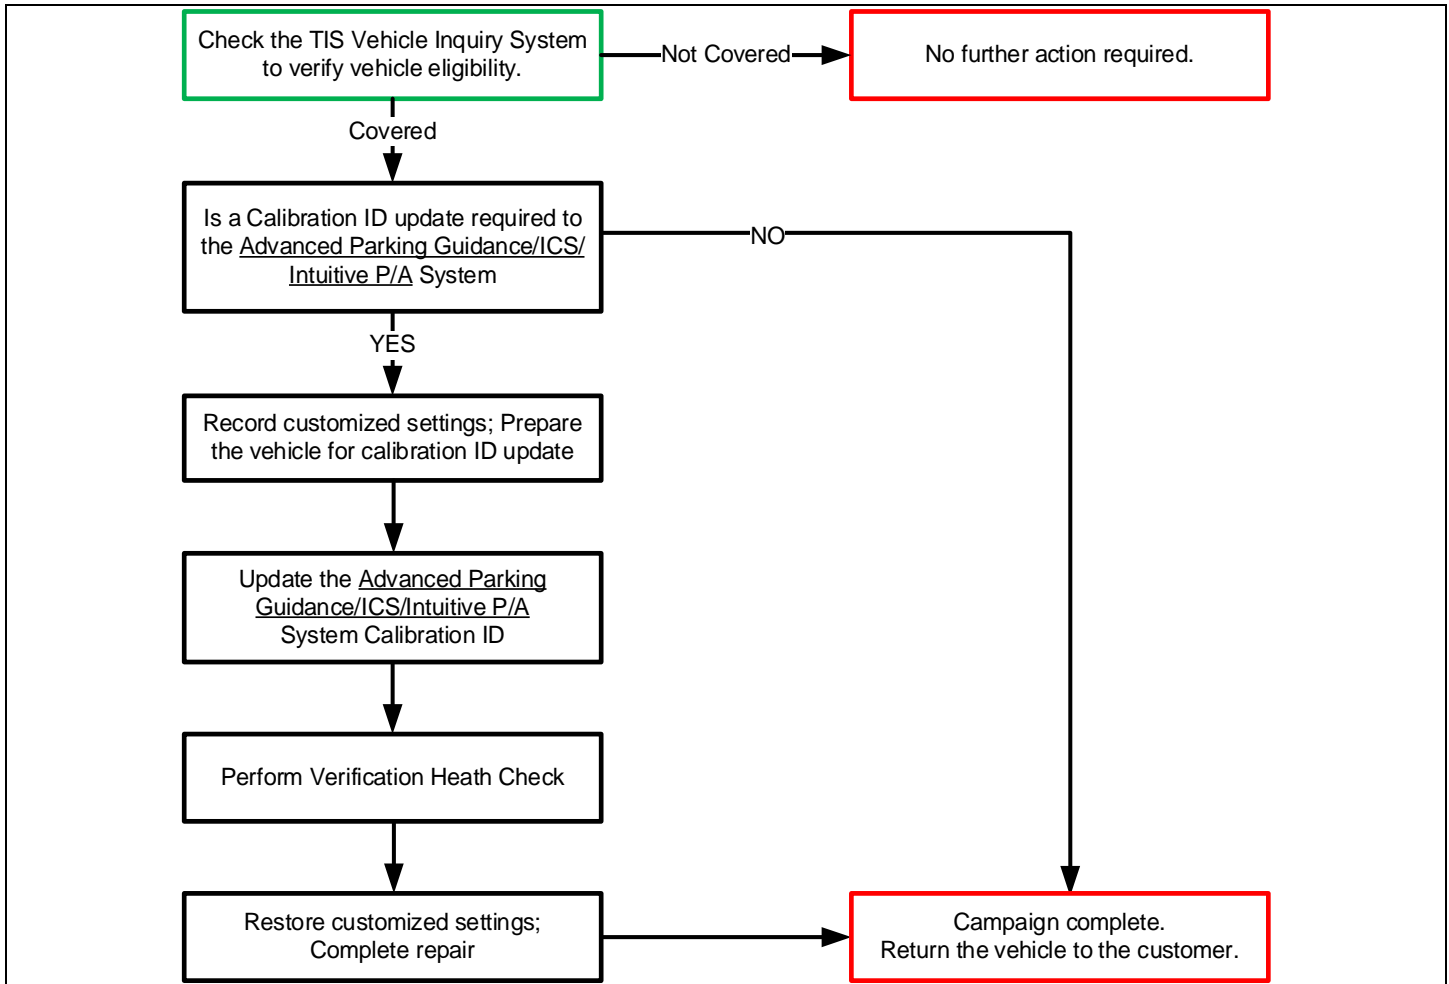 Check the TIS Vehicle Inquiry System
to verify vehicle eligibility.
Not Covered
No further action required.
Covered
Is a Calibration ID update required to
the Advanced Parking Guidance/ICS/
Intuitive P/A System
NO
YES
Record customized settings; Prepare
the vehicle for calibration ID update
Update the Advanced Parking
Guidance/ICS/Intuitive P/A
System Calibration ID
Perform Verification Heath Check
Restore customized settings;
Complete repair
Campaign complete.
Return the vehicle to the customer.